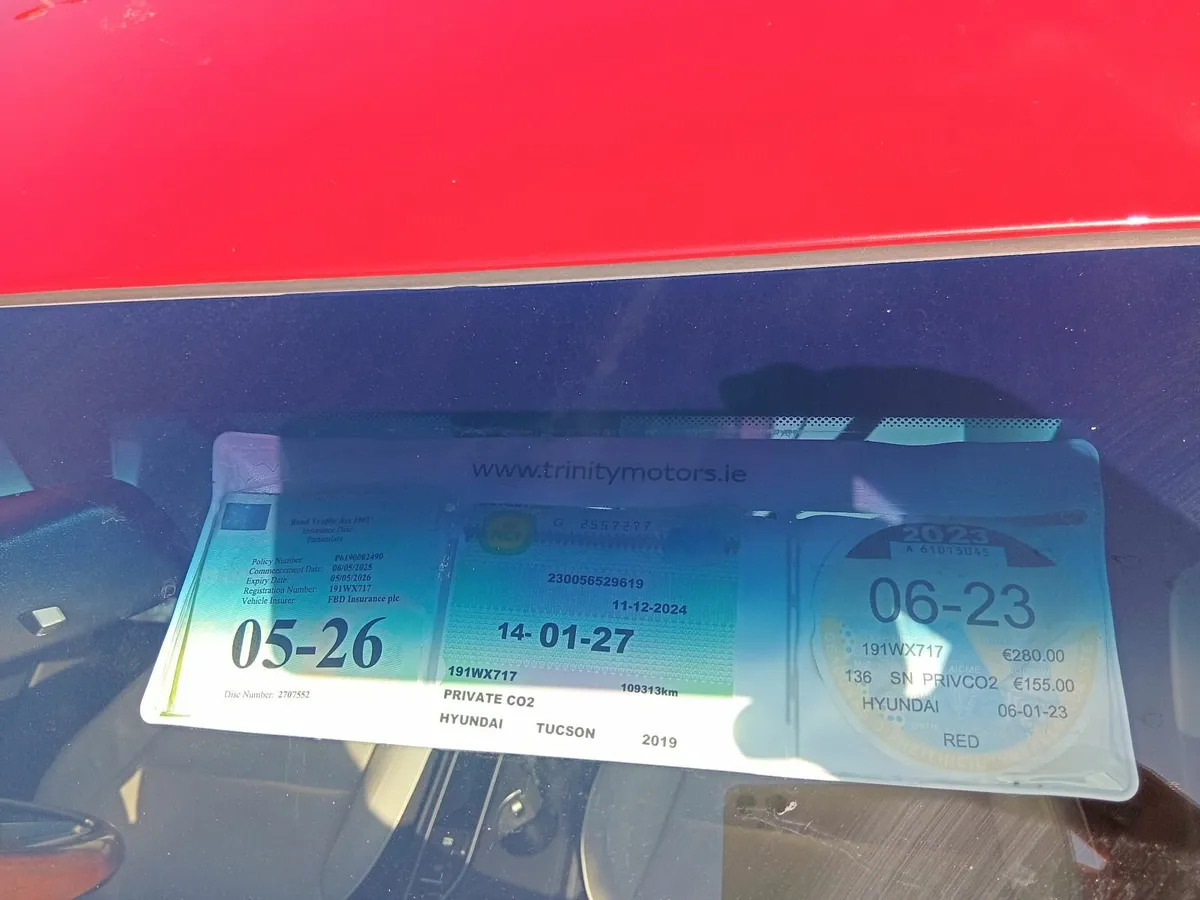 www.trinitymotors.ie
Road Traffic Act 1961
Insurance Disc
Particulars
Policy Number: P6190002490
Commencement Date: 06/05/2025
Expiry Date: 05/05/2026
Registration Number: 191WX717
Vehicle Insurer: FBD Insurance plc
05-26
Disc Number: 2707552
G 2557277
230056529619
11-12-2024
14- 01-27
191WX717
109313km
PRIVATE CO2
HYUNDAI TUCSON 2019
2023
A 61015045
06-23
191WX717 €280.00
136 SN PRIVCO2 €155.00
HYUNDAI 06-01-23
RED